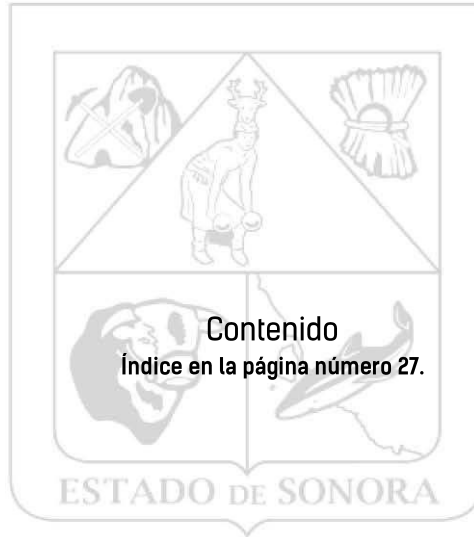 Contenido
Índice en la página número 27.
ESTADO DE SONORA